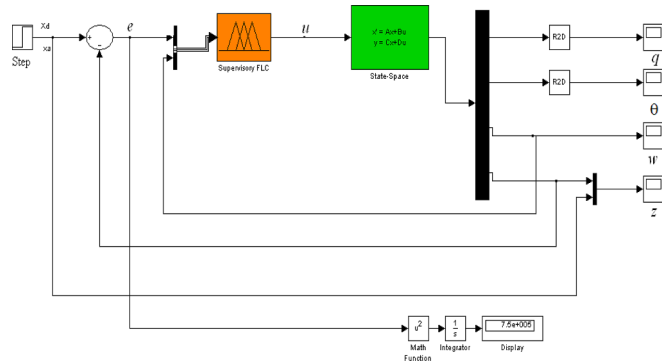 Xd
e
u
x' = Ax+Bu
y = Cx+Du
R2D
q
+
-
xa
Step
Supervisory FLC
State-Space
R2D
θ
w
z
u²
1
s
7.5e+005
Math
Function
Integrator
Display